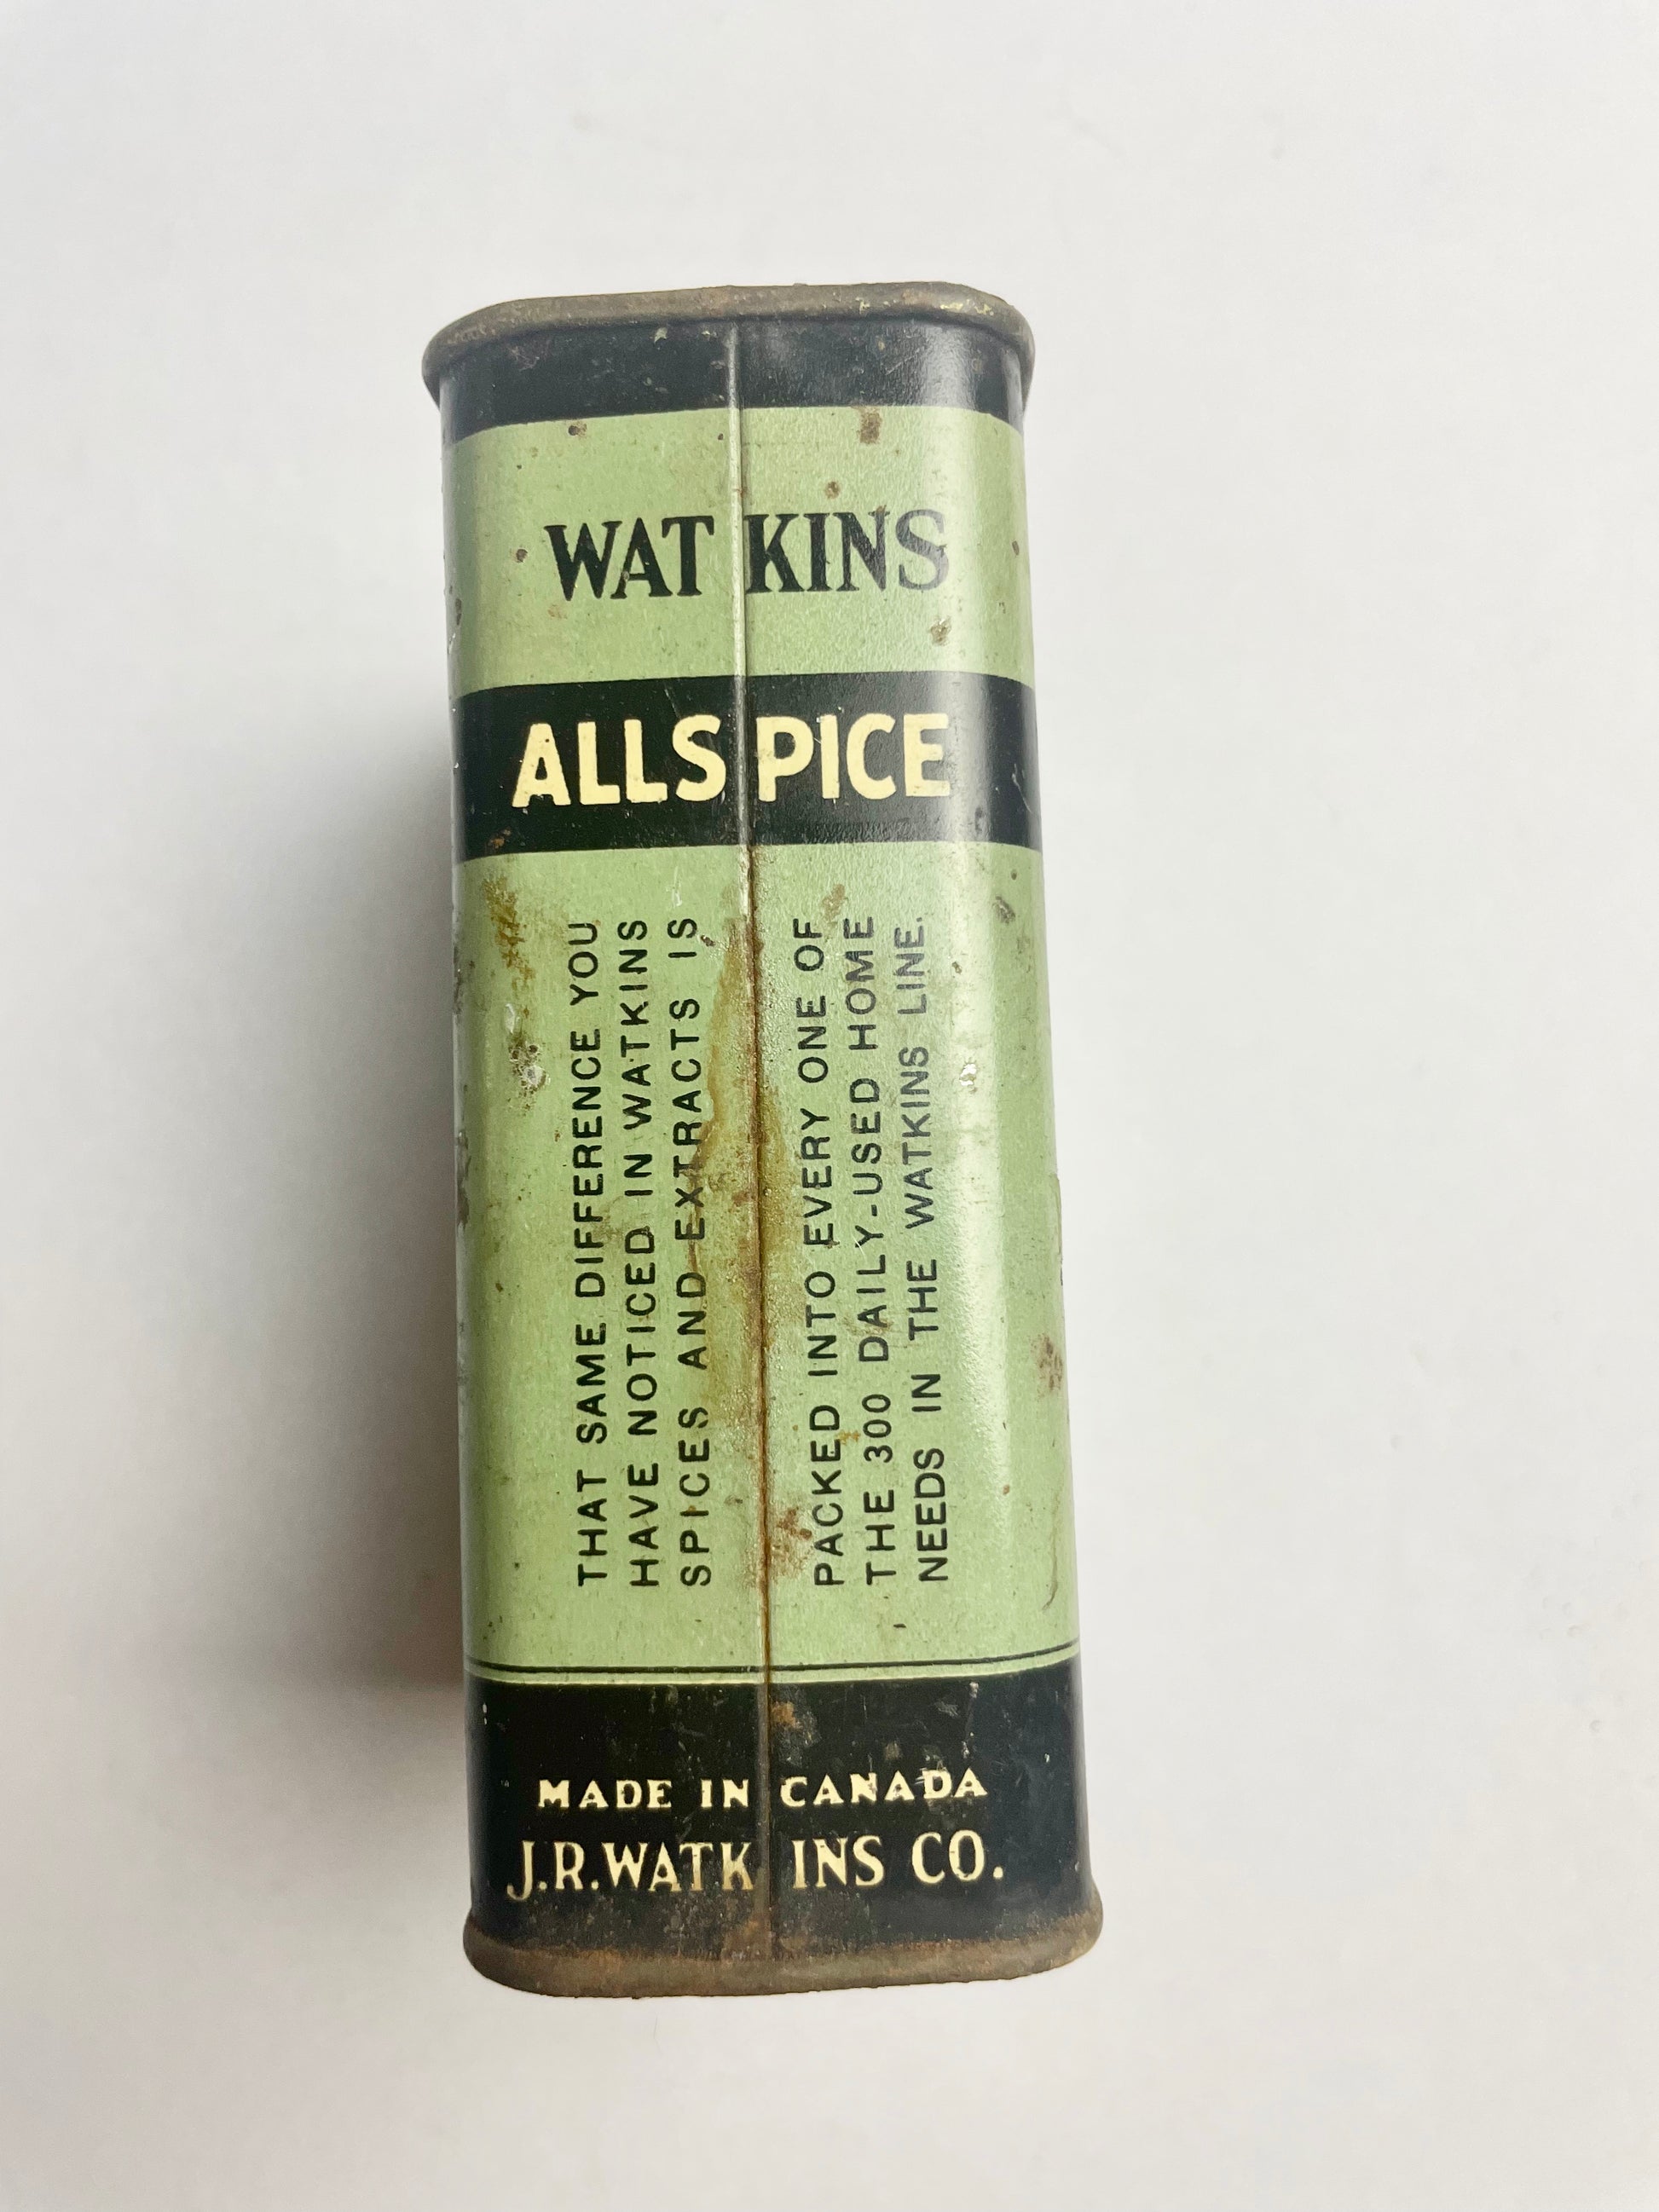 WATKINS
ALLSPICE
THAT SAME DIFFERENCE YOU
HAVE NOTICED IN WATKINS
SPICES AND EXTRACTS IS
PACKED INTO EVERY ONE OF
THE 300 DAILY-USED HOME
NEEDS IN THE WATKINS LINE.
MADE IN CANADA
J.R.WATKINS CO.